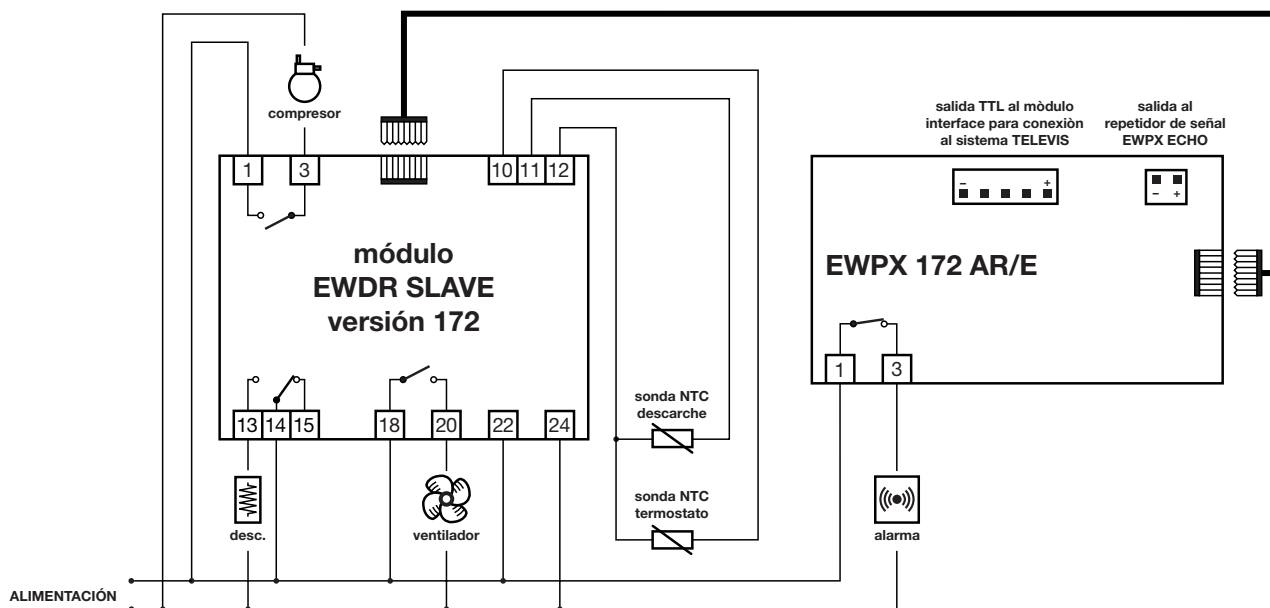 compresor
salida TTL al mòdulo
interface para conexiòn
al sistema TELEVIS
salida al
repetidor de señal
EWPX ECHO
1
3
10
11
12
–
+
–
+
módulo
EWDR SLAVE
versión 172
EWPX 172 AR/E
1
3
sonda NTC
descarche
13
14
15
18
20
22
24
sonda NTC
termostato
desc.
ventilador
alarma
ALIMENTACIÓN